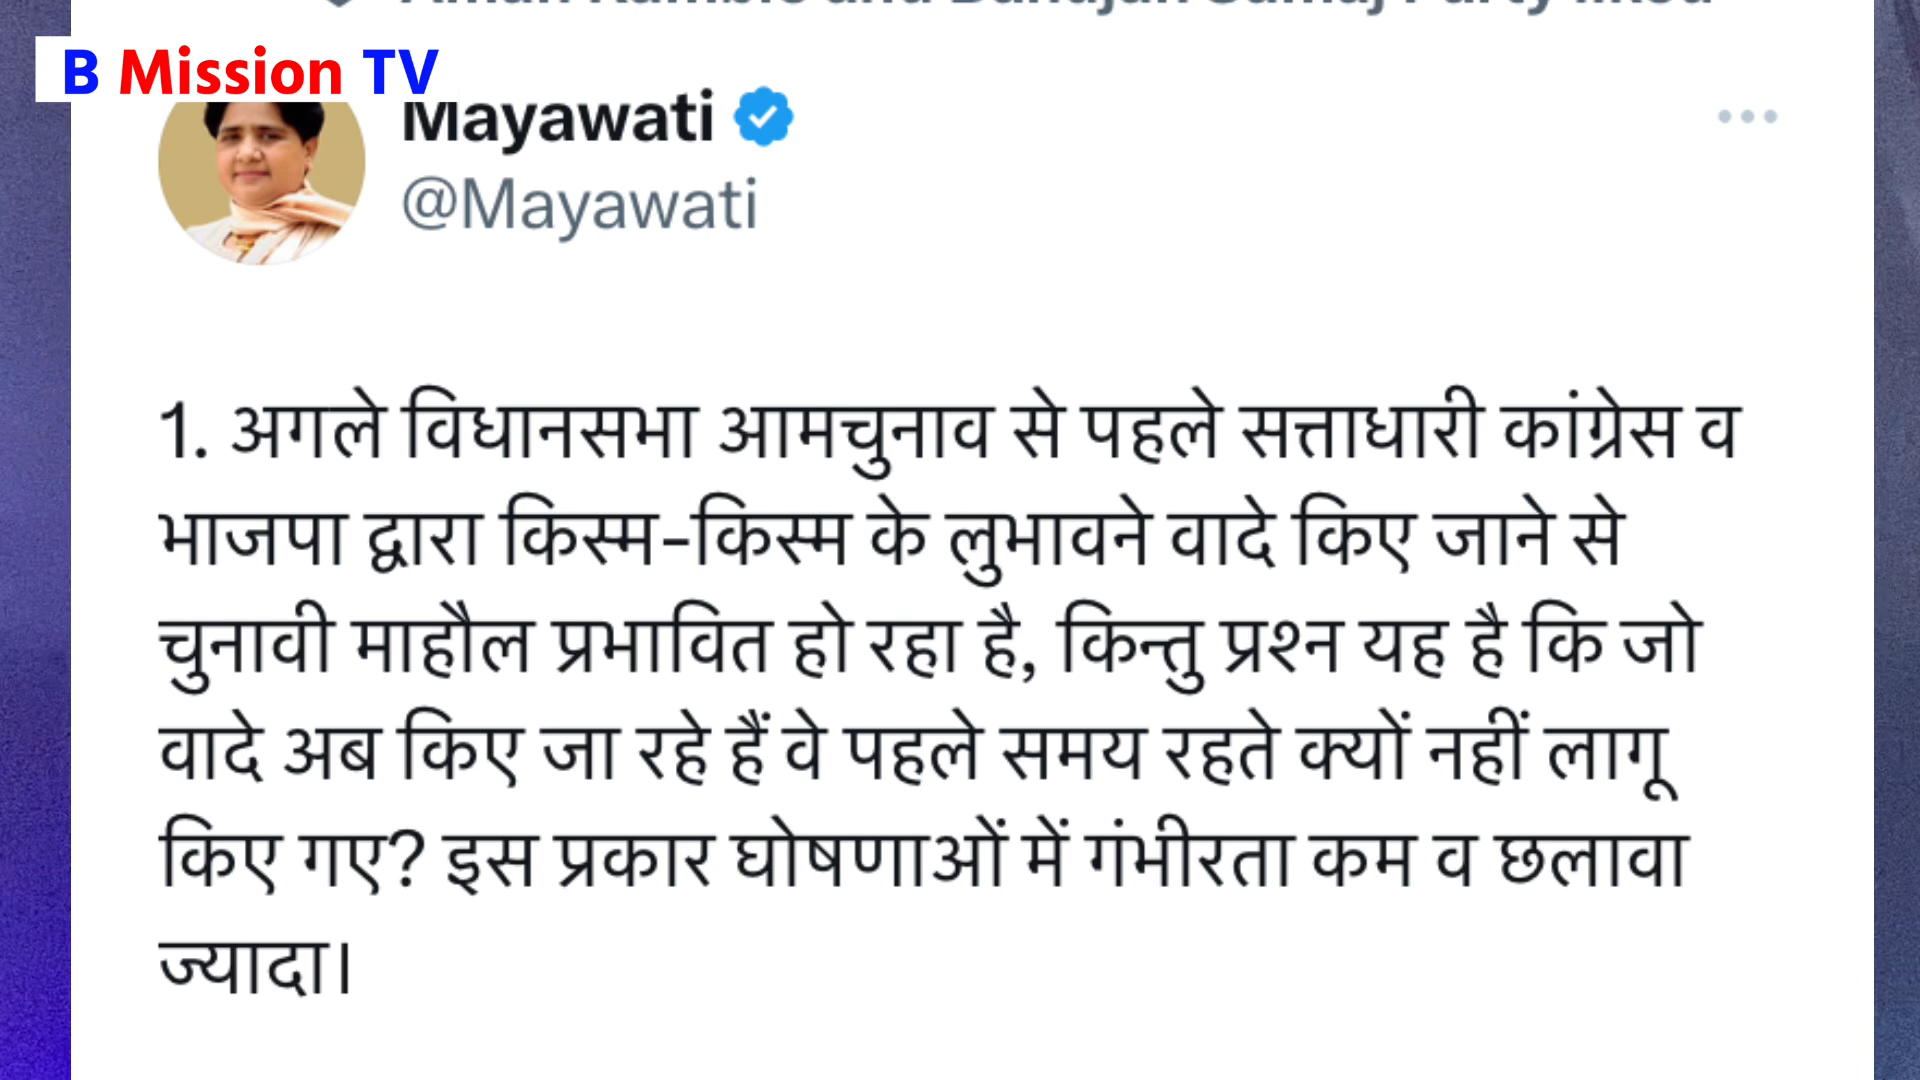 B Mission TV
Mayawati
@Mayawati
1. अगले विधानसभा आमचुनाव से पहले सत्ताधारी कांग्रेस व
भाजपा द्वारा किस्म-किस्म के लुभावने वादे किए जाने से
चुनावी माहौल प्रभावित हो रहा है, किन्तु प्रश्न यह है कि जो
वादे अब किए जा रहे हैं वे पहले समय रहते क्यों नहीं लागू
किए गए? इस प्रकार घोषणाओं में गंभीरता कम व छलावा
ज्यादा।